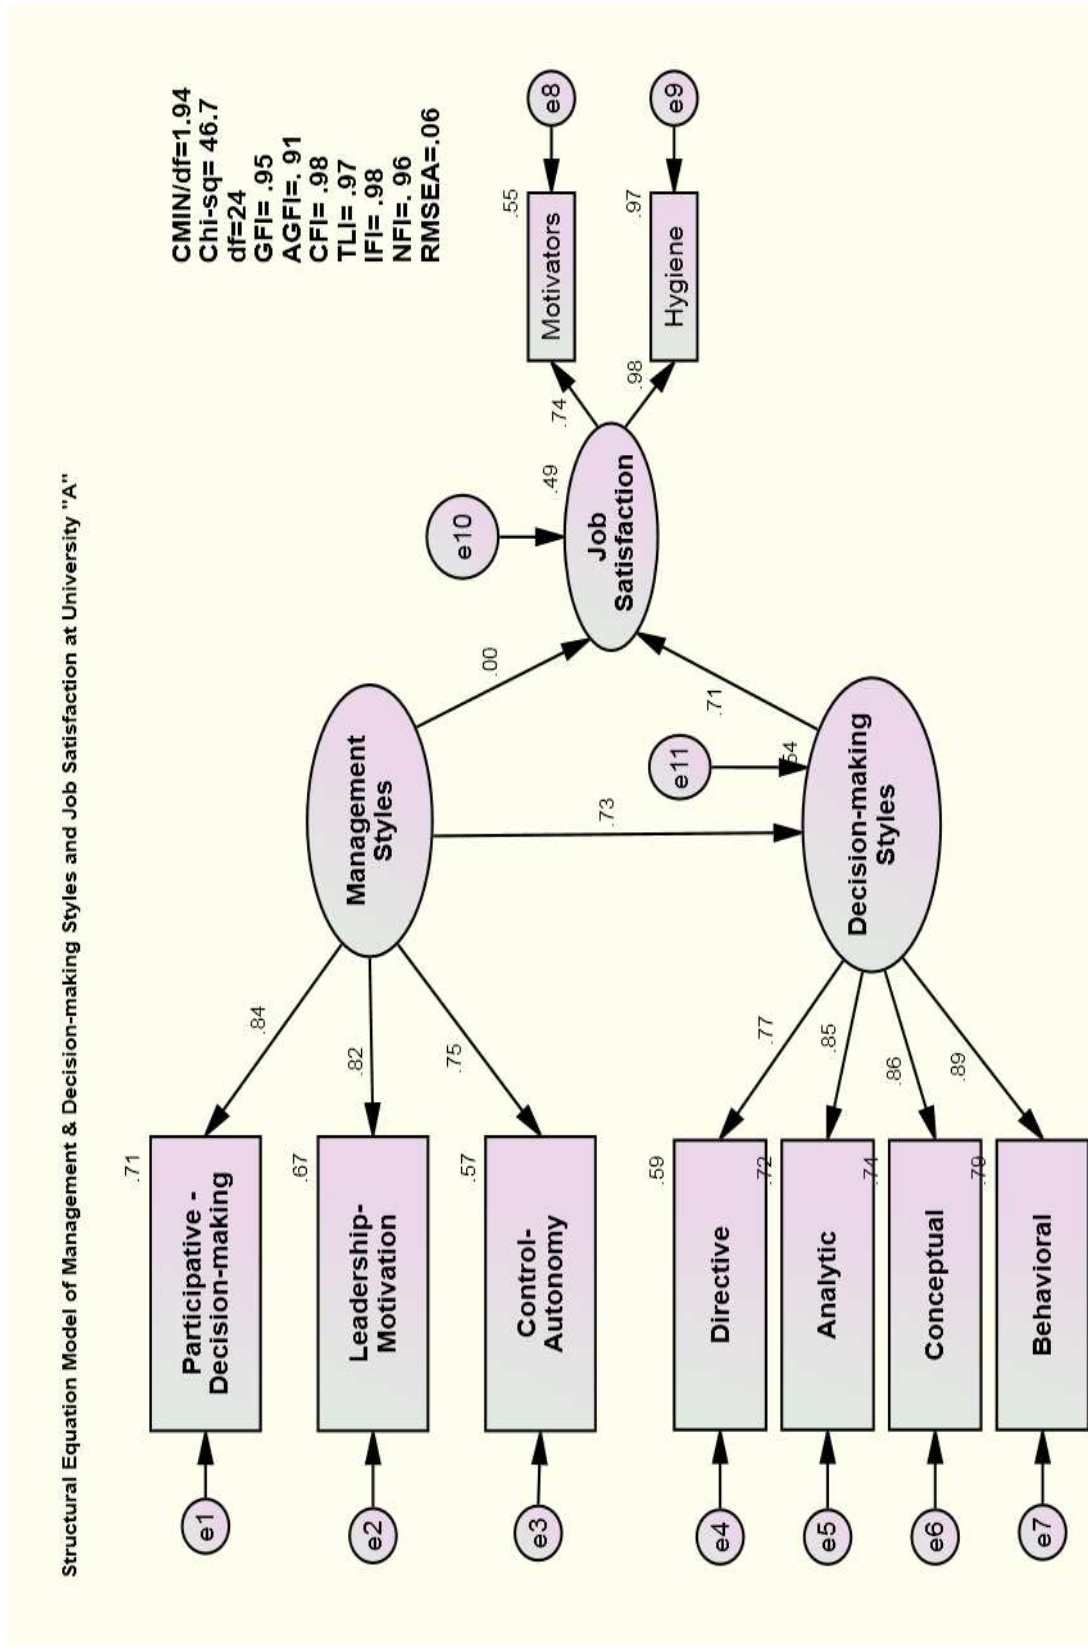 Structural Equation Model of Management & Decision-making Styles and Job Satisfaction at University "A"
CMIN/df=1.94
Chi-sq= 46.7
df=24
GFI= .95
AGFI=. 91
CFI= .98
TLI= .97
IFI= .98
NFI=. 96
RMSEA=.06
e1
Participative -
Decision-making
.71
.84
e2
Leadership-
Motivation
.67
.82
e3
Control-
Autonomy
.57
.75
Management
Styles
.00
.73
e10
Job
Satisfaction
.49
.74
.98
Motivators
.55
e8
Hygiene
.97
e9
e11
.71
.54
Decision-making
Styles
e4
Directive
.59
.77
e5
Analytic
.72
.85
e6
Conceptual
.74
.86
e7
Behavioral
.79
.89